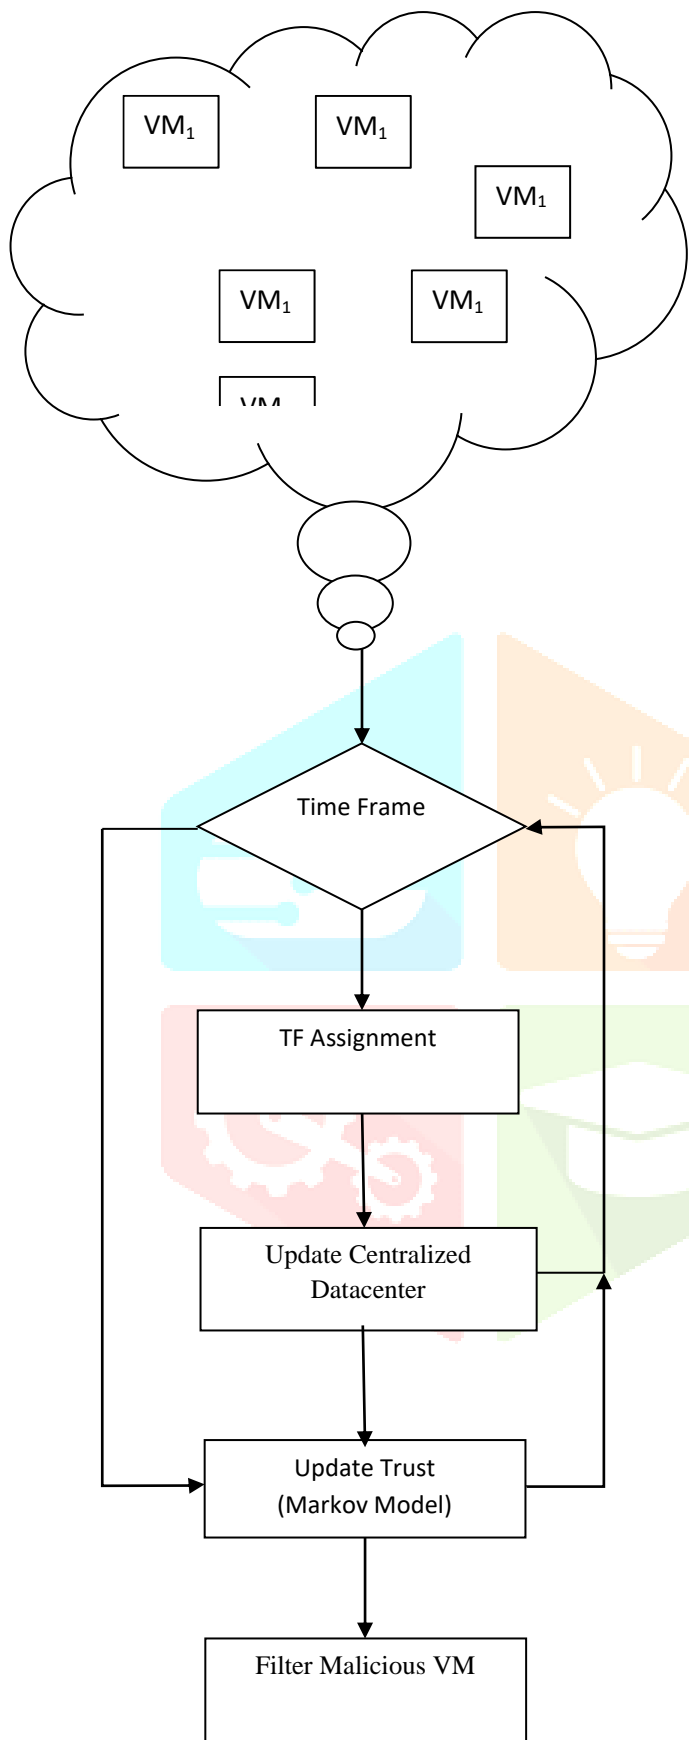 VM₁
VM₁
VM₁
VM₁
VM₁
VM
Time Frame
TF Assignment
Update Centralized
Datacenter
Update Trust
(Markov Model)
Filter Malicious VM